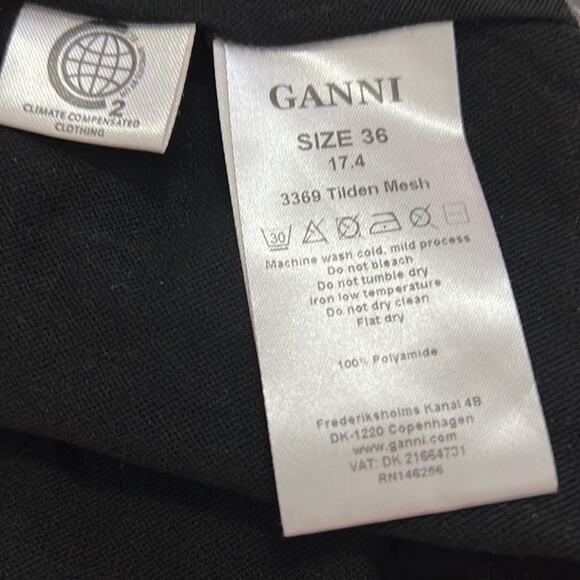 2
CLIMATE COMPENSATED
CLOTHING
GANNI
SIZE 36
17.4
3369 Tilden Mesh
30
Machine wash cold, mild process
Do not bleach
Do not tumble dry
Iron low temperature
Do not dry clean
Flat dry
100% Polyamide
Frederiksholms Kanal 4B
DK-1220 Copenhagen
www.ganni.com
VAT: DK 21664731
RN146256